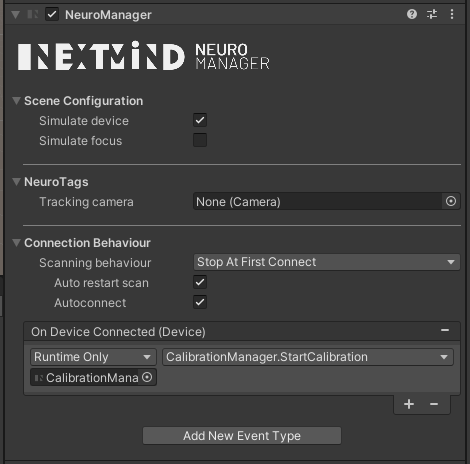 NeuroManager
NEXTMIND NEURO
MANAGER
Scene Configuration
Simulate device
Simulate focus
NeuroTags
Tracking camera None (Camera)
Connection Behaviour
Scanning behaviour Stop At First Connect
Auto restart scan
Autoconnect
On Device Connected (Device)
Runtime Only CalibrationManager.StartCalibration
CalibrationMana
Add New Event Type